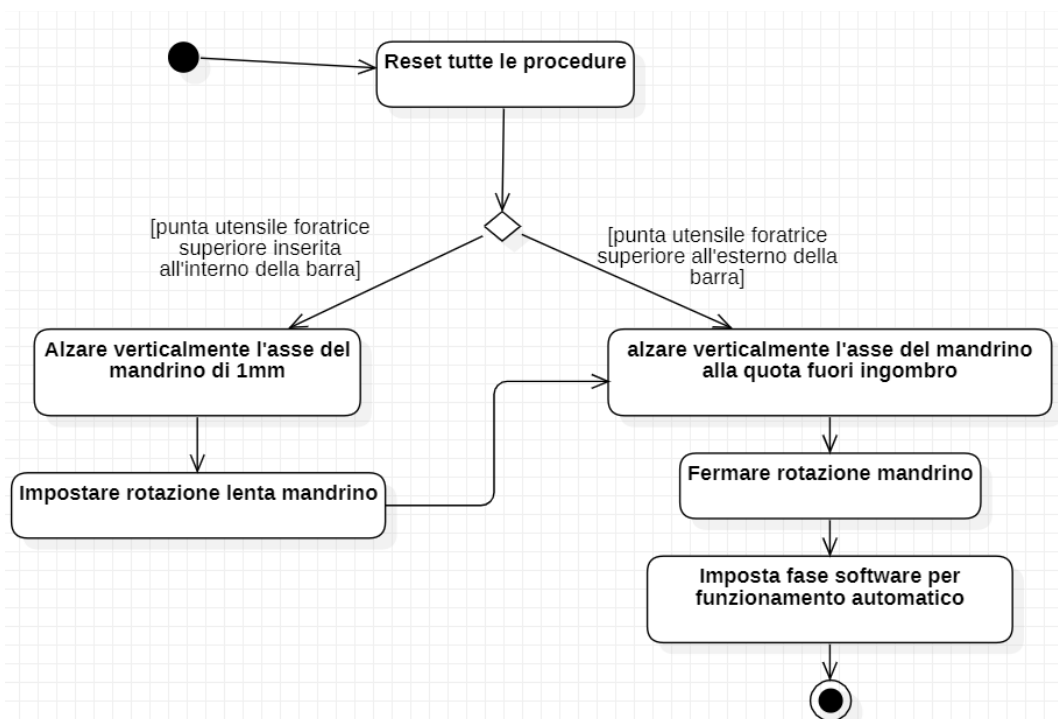 Reset tutte le procedure
[punta utensile foratrice
superiore inserita
all'interno della barra]
[punta utensile foratrice
superiore all'esterno della
barra]
Alzare verticalmente l'asse del
mandrino di 1mm
alzare verticalmente l'asse del mandrino
alla quota fuori ingombro
Impostare rotazione lenta mandrino
Fermare rotazione mandrino
Imposta fase software per
funzionamento automatico